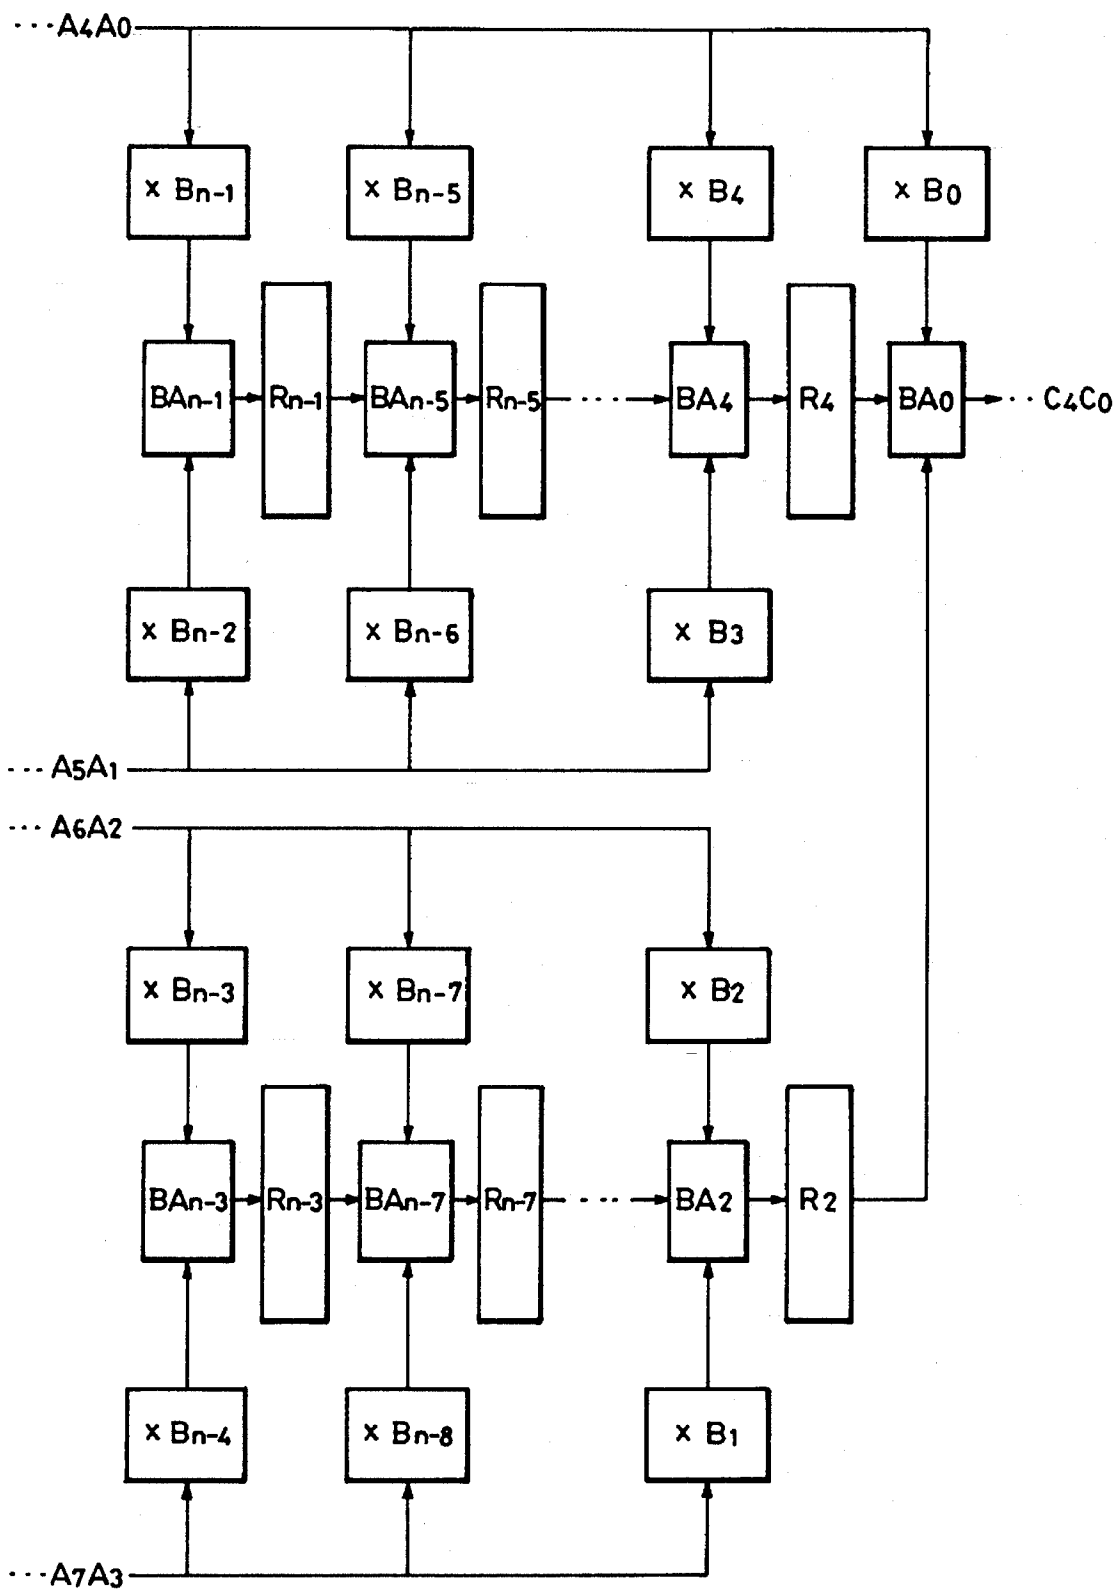 ··· A4A0
× Bn-1 × Bn-5 × B4 × B0
BAn-1 Rn-1 BAn-5 Rn-5 ··· BA4 R4 BA0 ·· C4C0
× Bn-2 × Bn-6 × B3
··· A5A1
··· A6A2
× Bn-3 × Bn-7 × B2
BAn-3 Rn-3 BAn-7 Rn-7 ··· BA2 R2
× Bn-4 × Bn-8 × B1
··· A7A3